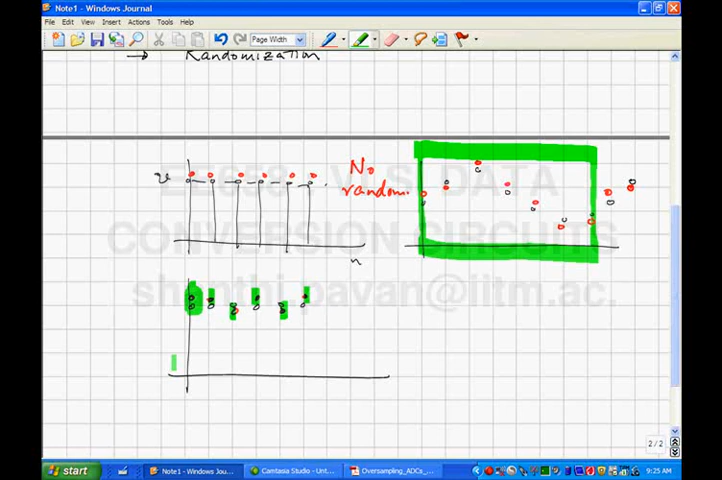 Note1 - Windows Journal
File Edit View Insert Actions Tools Help
Page Width
→ Randomization
v
No
random.
n
EE658 - VLSI DATA
CONVERSION CIRCUITS
shanthi.pavan@iitm.ac.
2/2
start
Note1 - Windows Jou...
Camtasia Studio - Unt...
Oversampling_ADCs_...
9:25 AM